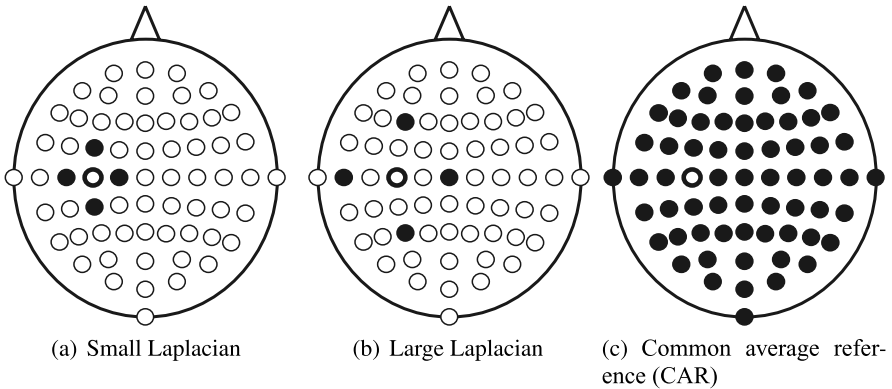 (a) Small Laplacian
(b) Large Laplacian
(c) Common average refer-
ence (CAR)